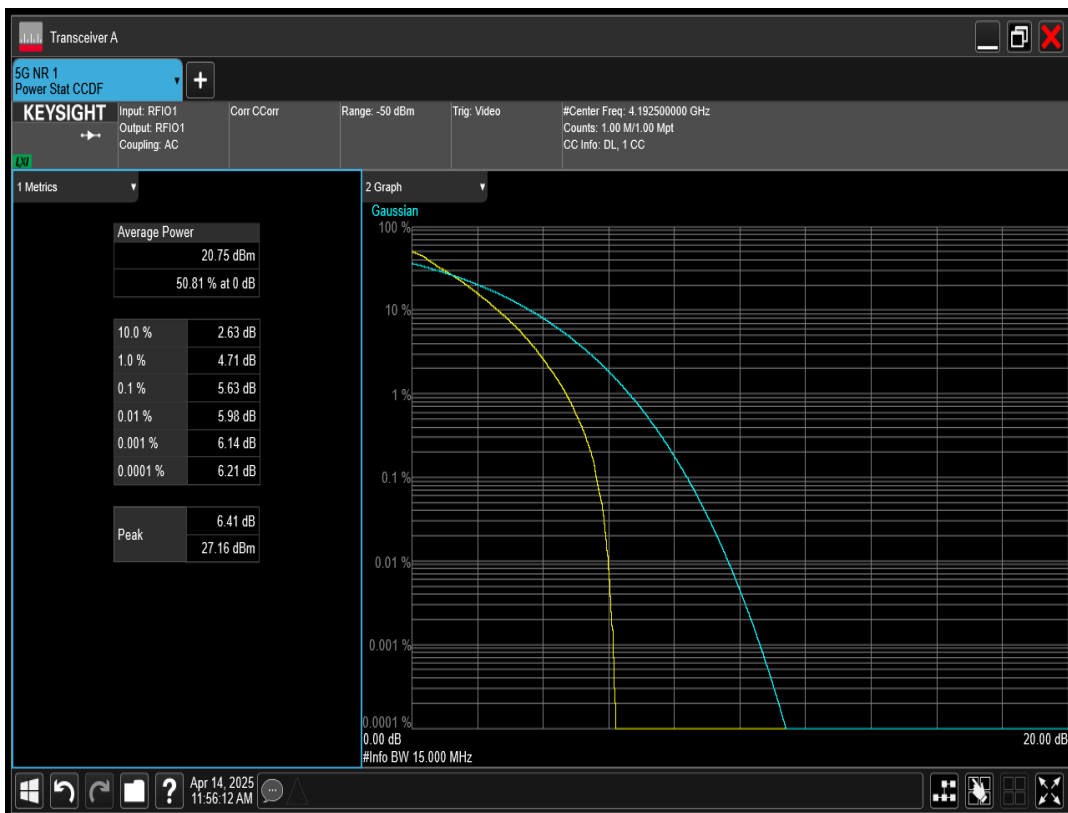 Transceiver A
5G NR 1
Power Stat CCDF
+
KEYSIGHT
LXI
Input: RFIO1
Output: RFIO1
Coupling: AC
Corr CCorr
Range: -50 dBm
Trig: Video
#Center Freq: 4.192500000 GHz
Counts: 1.00 M/1.00 Mpt
CC Info: DL, 1 CC
1 Metrics
Average Power
20.75 dBm
50.81 % at 0 dB
10.0 % 2.63 dB
1.0 % 4.71 dB
0.1 % 5.63 dB
0.01 % 5.98 dB
0.001 % 6.14 dB
0.0001 % 6.21 dB
Peak 6.41 dB
27.16 dBm
2 Graph
Gaussian
100 %
10 %
1 %
0.1 %
0.01 %
0.001 %
0.0001 %
0.00 dB 20.00 dB
#Info BW 15.000 MHz
?
Apr 14, 2025
11:56:12 AM